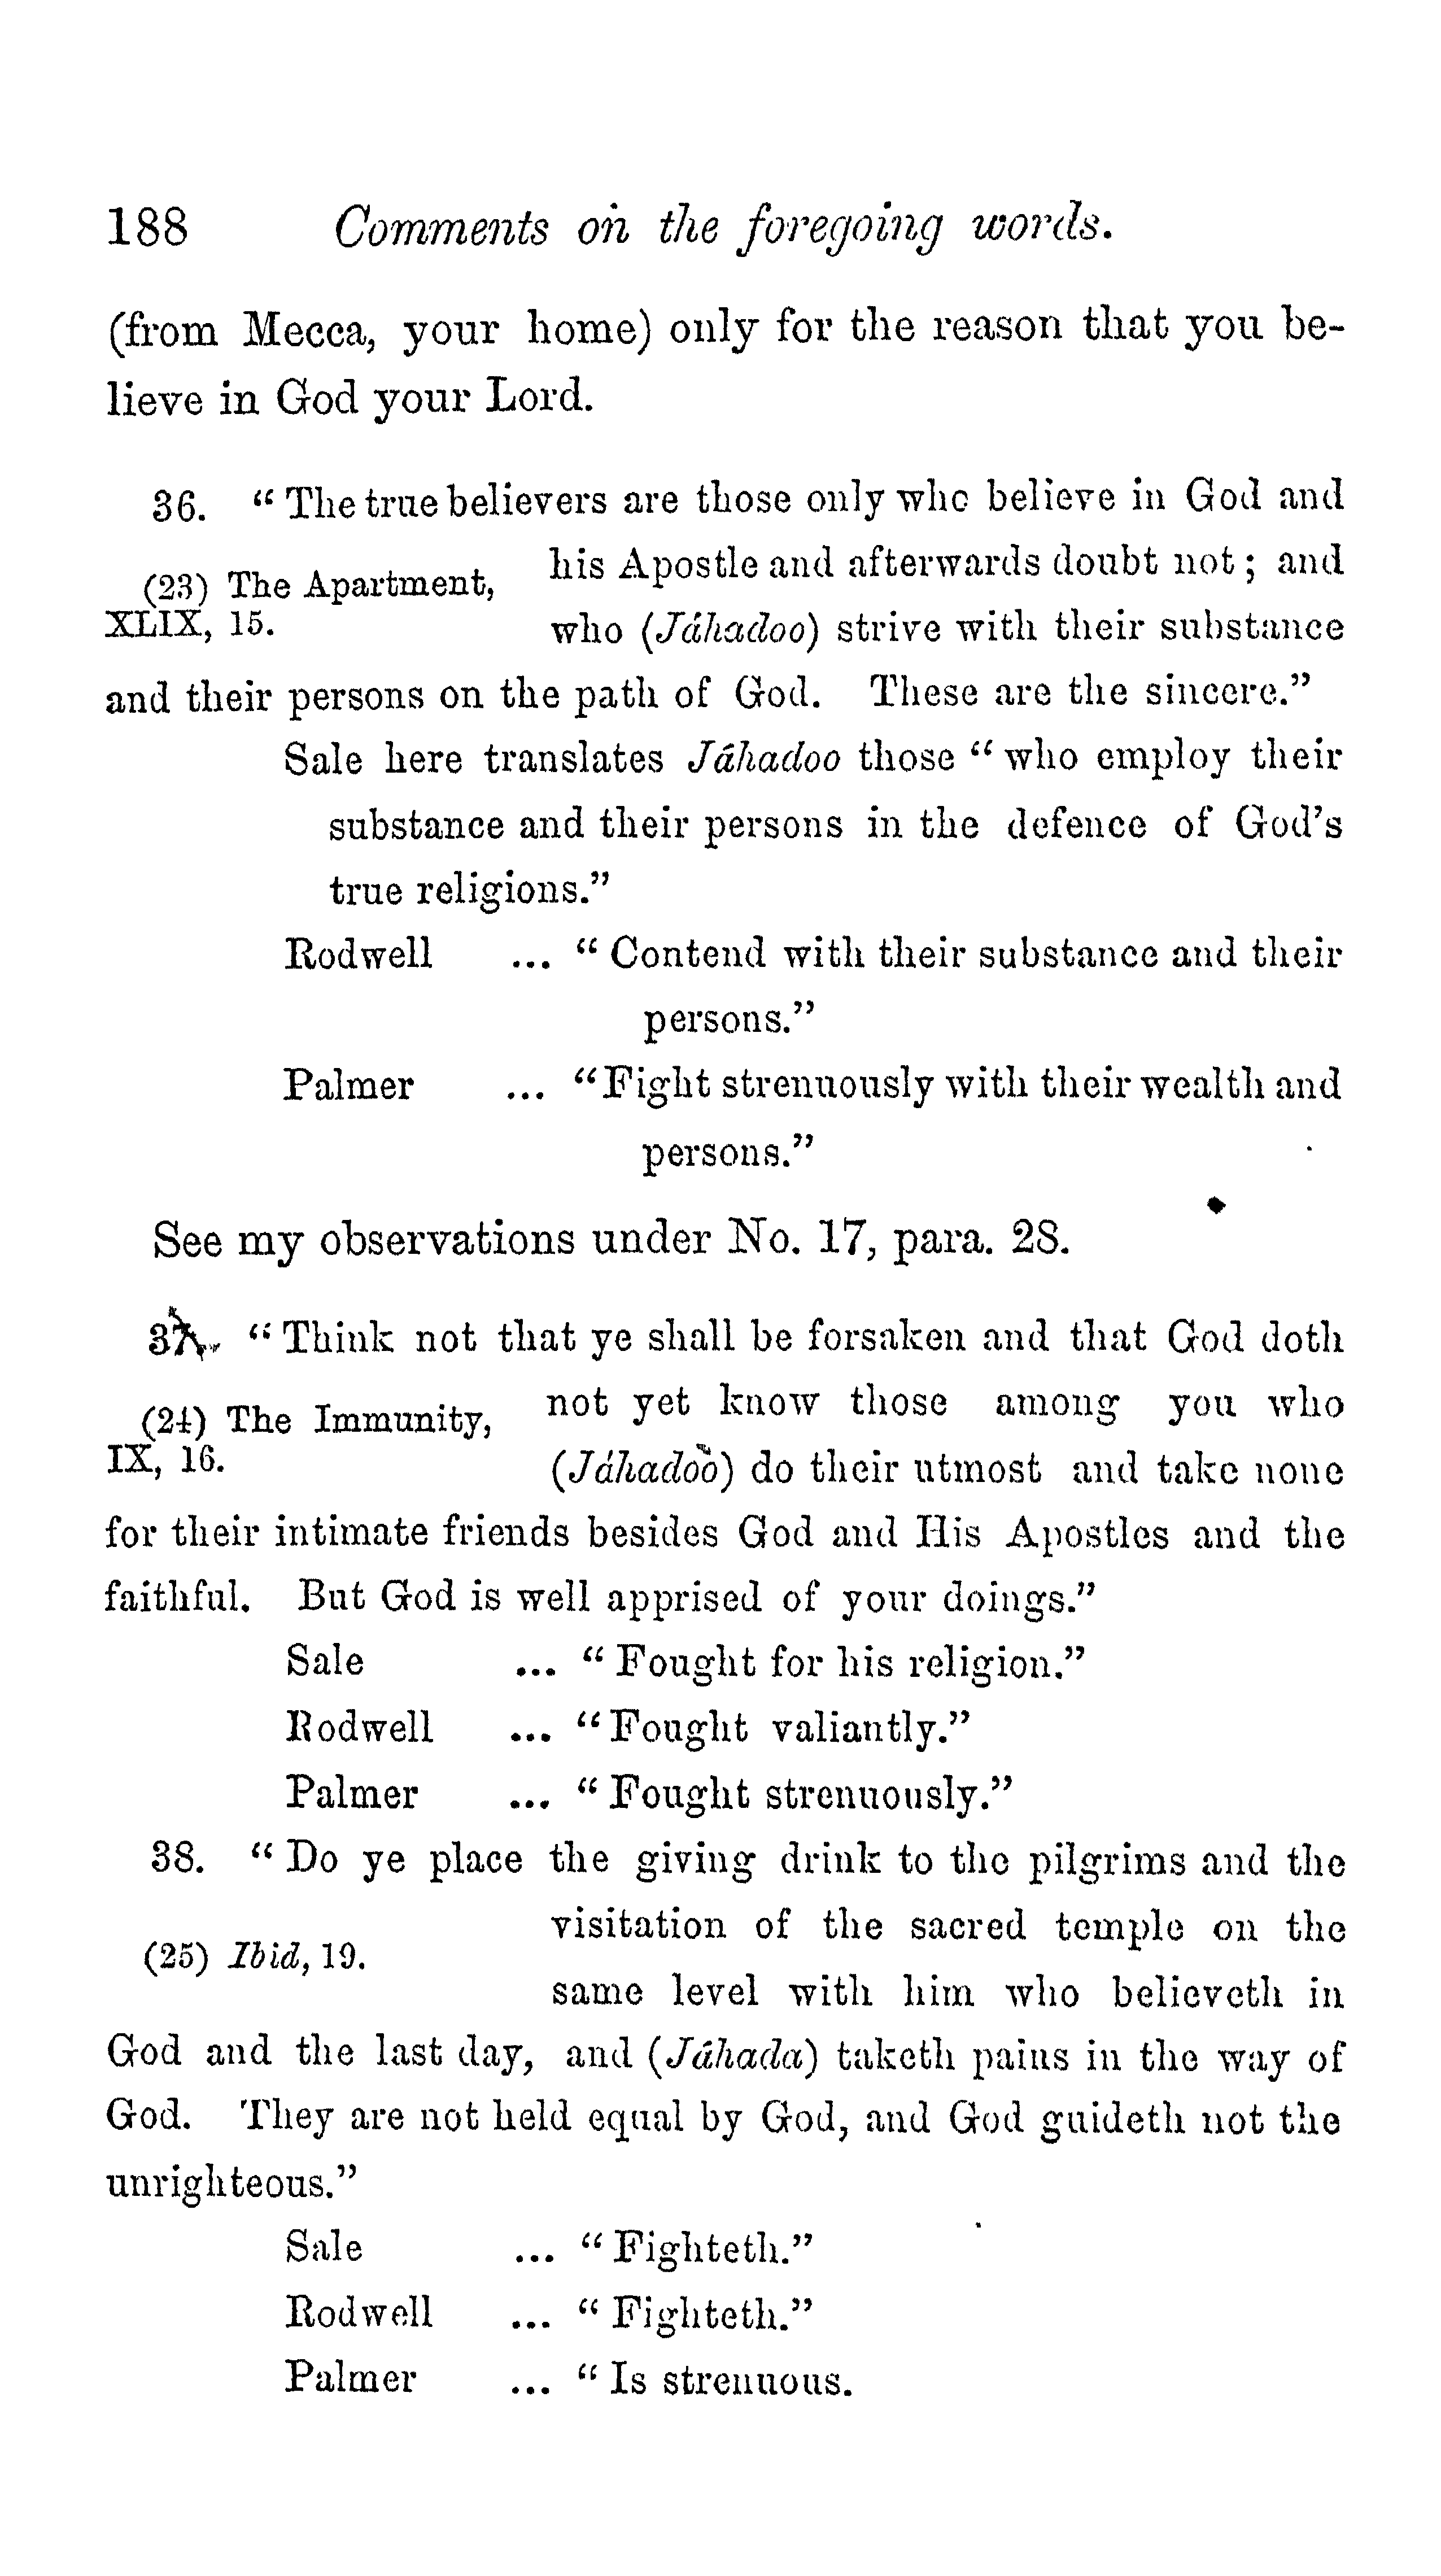 188 Comments on the foregoing words.
(from Mecca, your home) only for the reason that you be-
lieve in God your Lord.
36. “The true believers are those only who believe in God and
his Apostle and afterwards doubt not; and
(23) The Apartment,
XLIX, 15.
who (Jáhadoo) strive with their substance
and their persons on the path of God. These are the sincere.”
Sale here translates Jáhadoo those “who employ their
substance and their persons in the defence of God's
true religions.”
Rodwell ... “Contend with their substance and their
persons.”
Palmer ... “Fight strenuously with their wealth and
persons.”
See my observations under No. 17, para. 28.
37. “Think not that ye shall be forsaken and that God doth
not yet know those among you who
(24) The Immunity,
IX, 16.
(Jáhadoo) do their utmost and take none
for their intimate friends besides God and His Apostles and the
faithful. But God is well apprised of your doings.”
Sale ... “Fought for his religion.”
Rodwell ... “Fought valiantly.”
Palmer ... “Fought strenuously.”
38. “Do ye place the giving drink to the pilgrims and the
visitation of the sacred temple on the
(25) Ibid, 19.
same level with him who believeth in
God and the last day, and (Jáhada) taketh pains in the way of
God. They are not held equal by God, and God guideth not the
unrighteous.”
Sale ... “Fighteth.”
Rodwell ... “Fighteth.”
Palmer ... “Is strenuous.